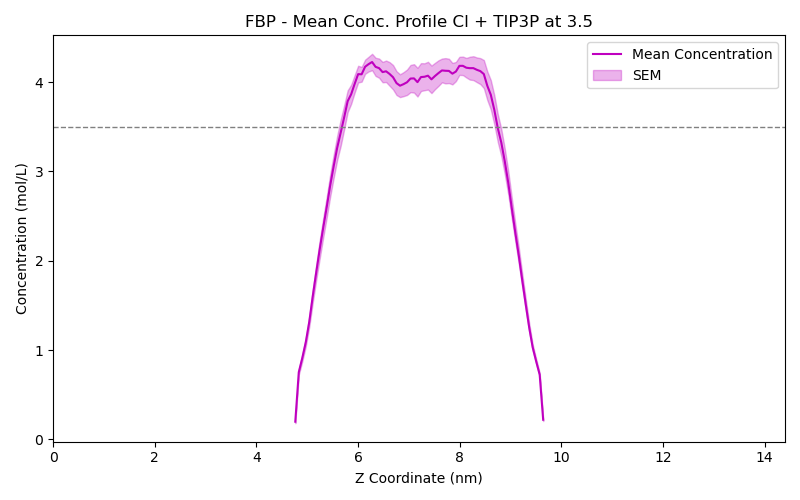 FBP - Mean Conc. Profile Cl + TIP3P at 3.5
Mean Concentration
SEM
Concentration (mol/L)
4
3
2
1
0
0 2 4 6 8 10 12 14
Z Coordinate (nm)